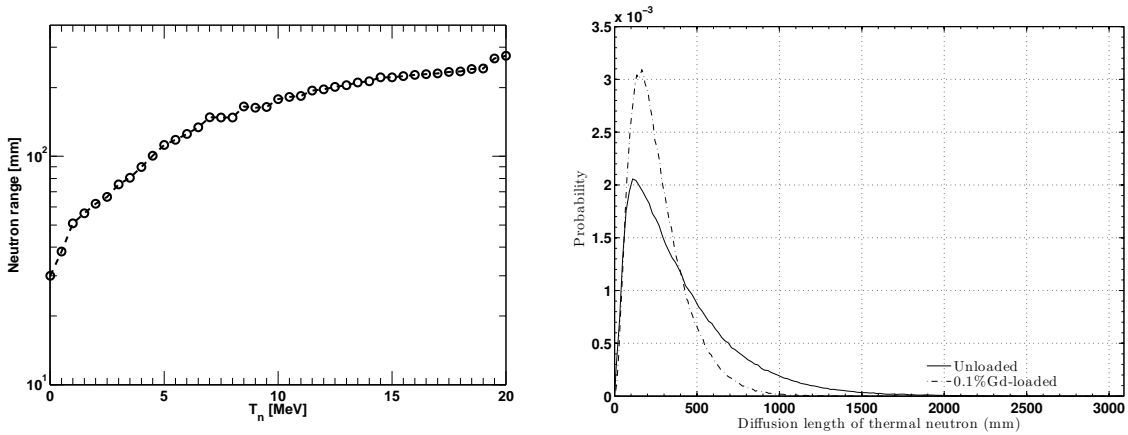 10^2
10^1
Neutron range [mm]
0 5 10 15 20
T_n [MeV]
x 10^-3
3.5
3
2.5
2
1.5
1
0.5
0
Probability
Unloaded
0.1%Gd-loaded
0 500 1000 1500 2000 2500 3000
Diffusion length of thermal neutron (mm)